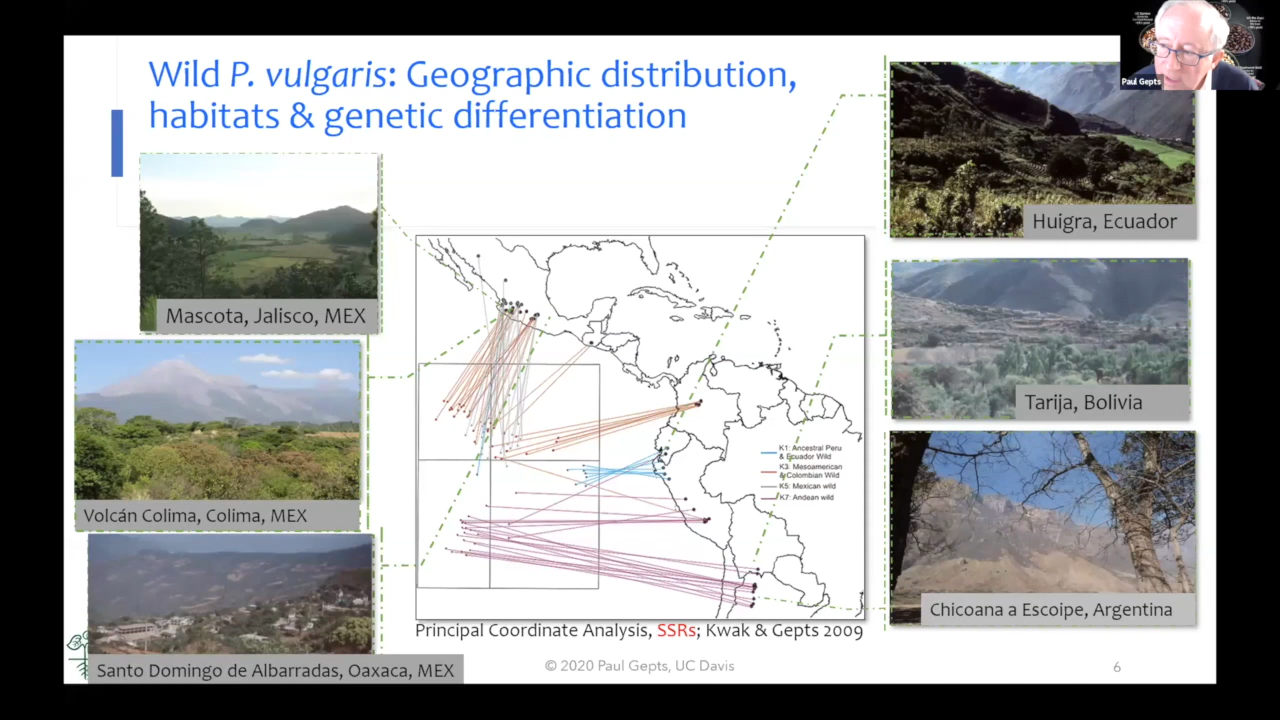 Wild P. vulgaris: Geographic distribution,
habitats & genetic differentiation
Paul Gepts
Mascota, Jalisco, MEX
Volcán Colima, Colima, MEX
Santo Domingo de Albarradas, Oaxaca, MEX
Huigra, Ecuador
Tarija, Bolivia
Chicoana a Escoipe, Argentina
K1: Ancestral Peru
& Ecuador Wild
K3: Mesoamerican
& Colombian Wild
K5: Mexican wild
K7: Andean wild
Principal Coordinate Analysis, SSRs; Kwak & Gepts 2009
© 2020 Paul Gepts, UC Davis
6